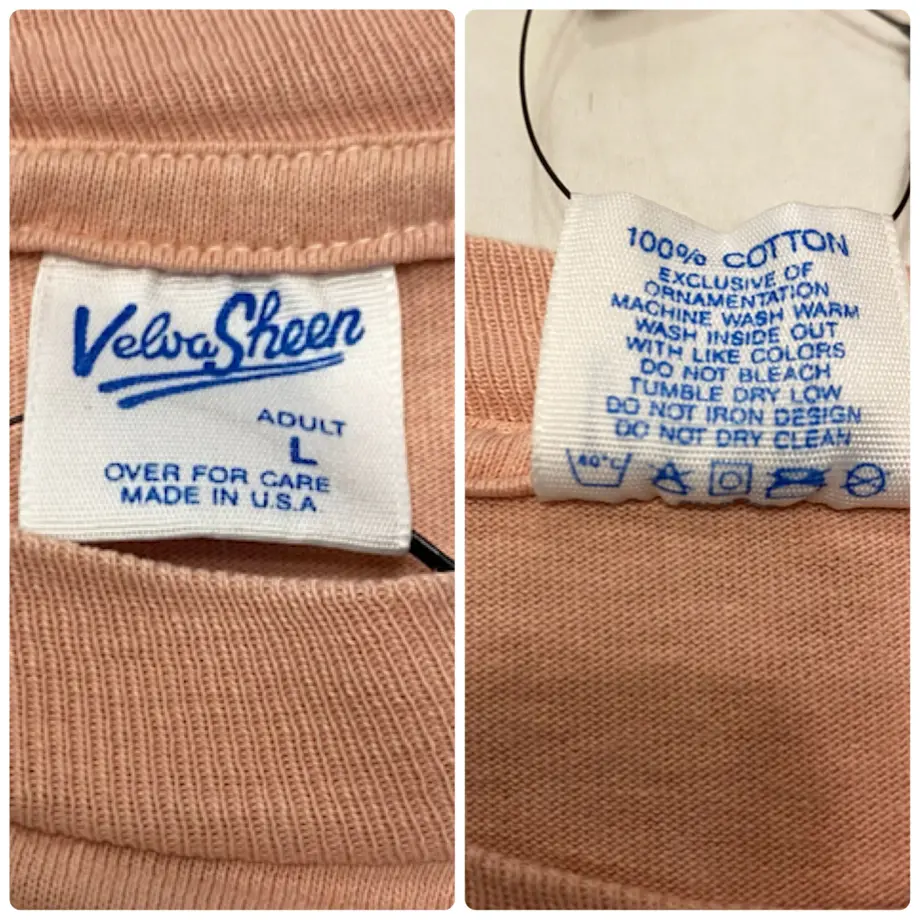 VelvaSheen
ADULT
L
OVER FOR CARE
MADE IN U.S.A.
100% COTTON
EXCLUSIVE OF
ORNAMENTATION
MACHINE WASH WARM
WASH INSIDE OUT
WITH LIKE COLORS
DO NOT BLEACH
TUMBLE DRY LOW
DO NOT IRON DESIGN
DO NOT DRY CLEAN
40°C